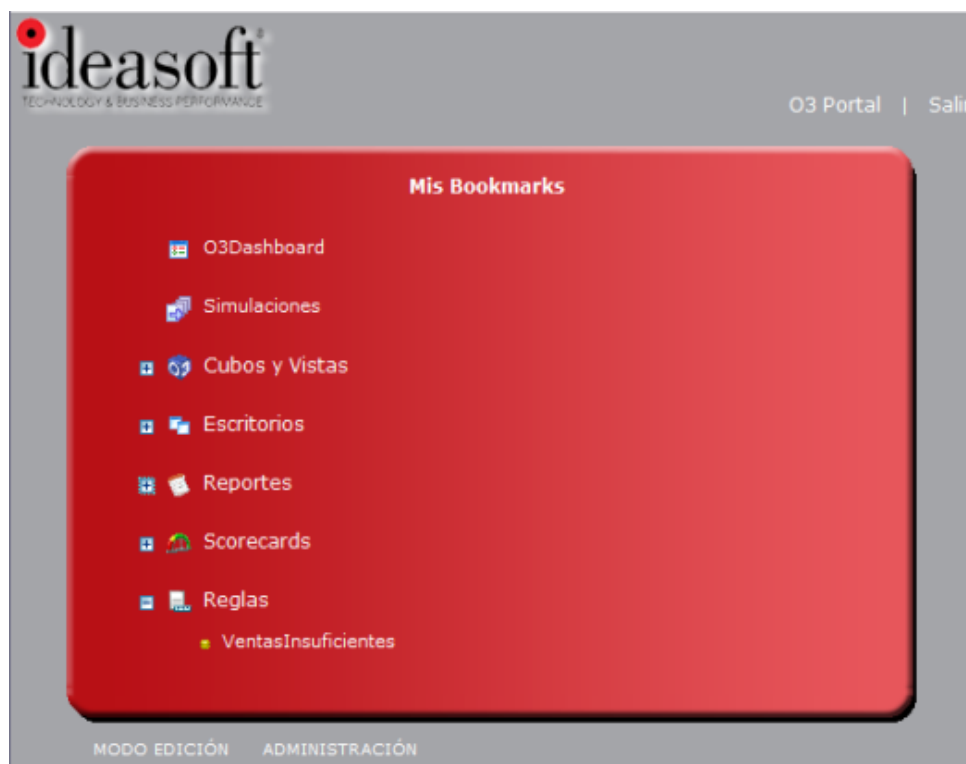 ideasoft
TECHNOLOGY & BUSINESS PERFORMANCE
O3 Portal | Salir
Mis Bookmarks
O3Dashboard
Simulaciones
Cubos y Vistas
Escritorios
Reportes
Scorecards
Reglas
VentasInsuficientes
MODO EDICIÓN ADMINISTRACIÓN